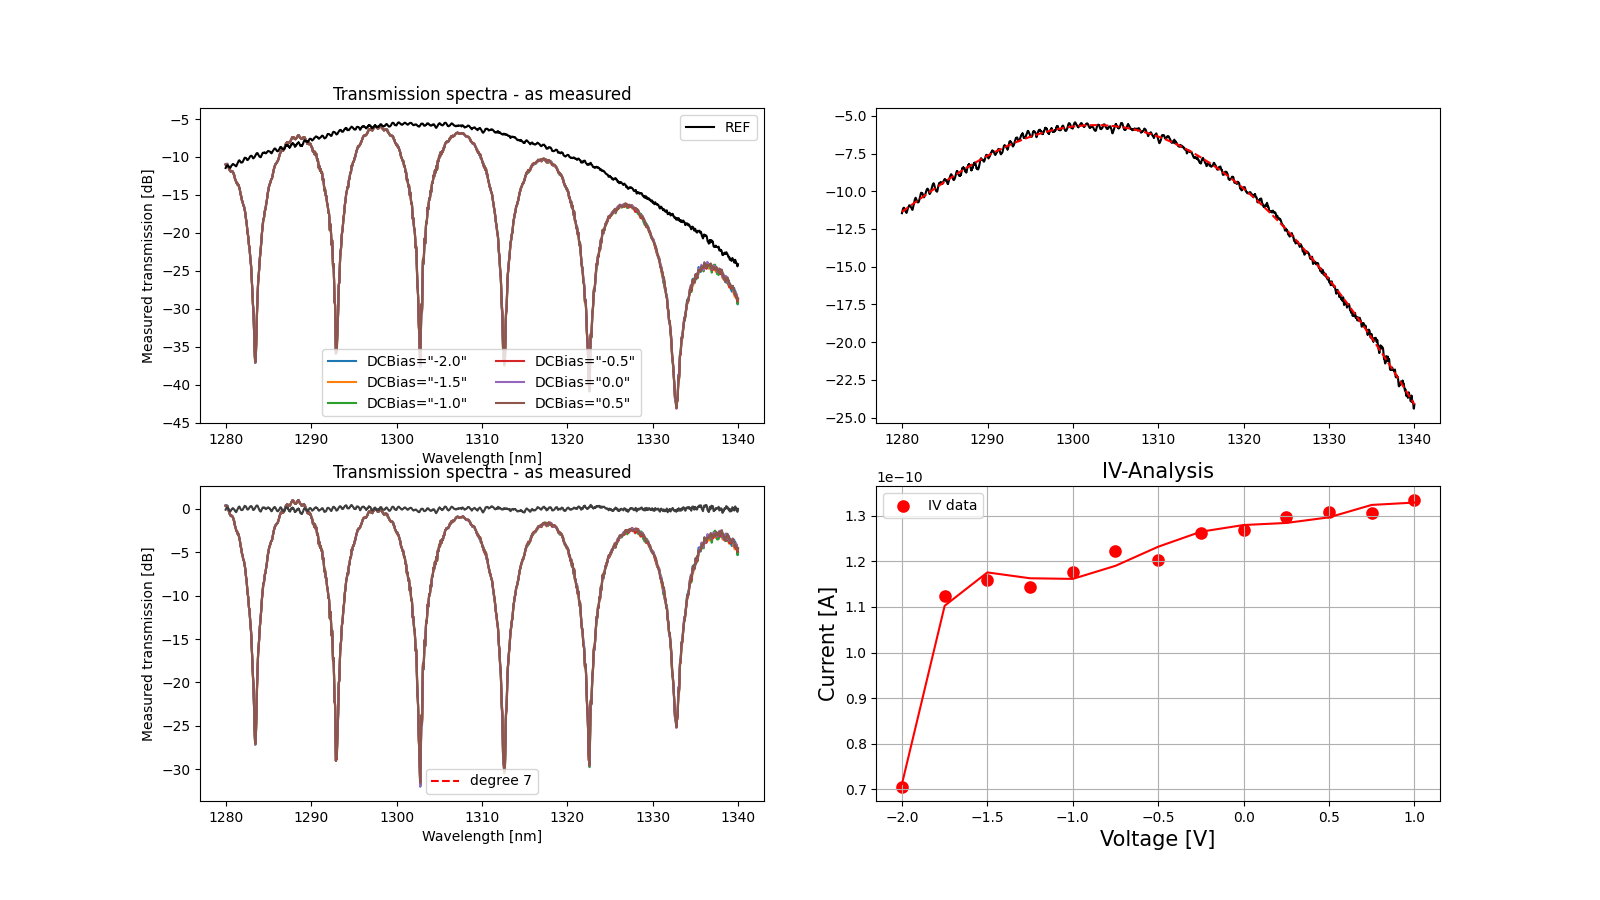 Transmission spectra - as measured
Measured transmission [dB]
−5
−10
−15
−20
−25
−30
−35
−40
−45
REF
DCBias="-2.0" DCBias="-0.5"
DCBias="-1.5" DCBias="0.0"
DCBias="-1.0" DCBias="0.5"
1280 1290 1300 1310 1320 1330 1340
Wavelength [nm]
−5.0
−7.5
−10.0
−12.5
−15.0
−17.5
−20.0
−22.5
−25.0
1280 1290 1300 1310 1320 1330 1340
Transmission spectra - as measured
Measured transmission [dB]
0
−5
−10
−15
−20
−25
−30
degree 7
1280 1290 1300 1310 1320 1330 1340
Wavelength [nm]
IV-Analysis
1e−10
IV data
Current [A]
1.3
1.2
1.1
1.0
0.9
0.8
0.7
−2.0 −1.5 −1.0 −0.5 0.0 0.5 1.0
Voltage [V]